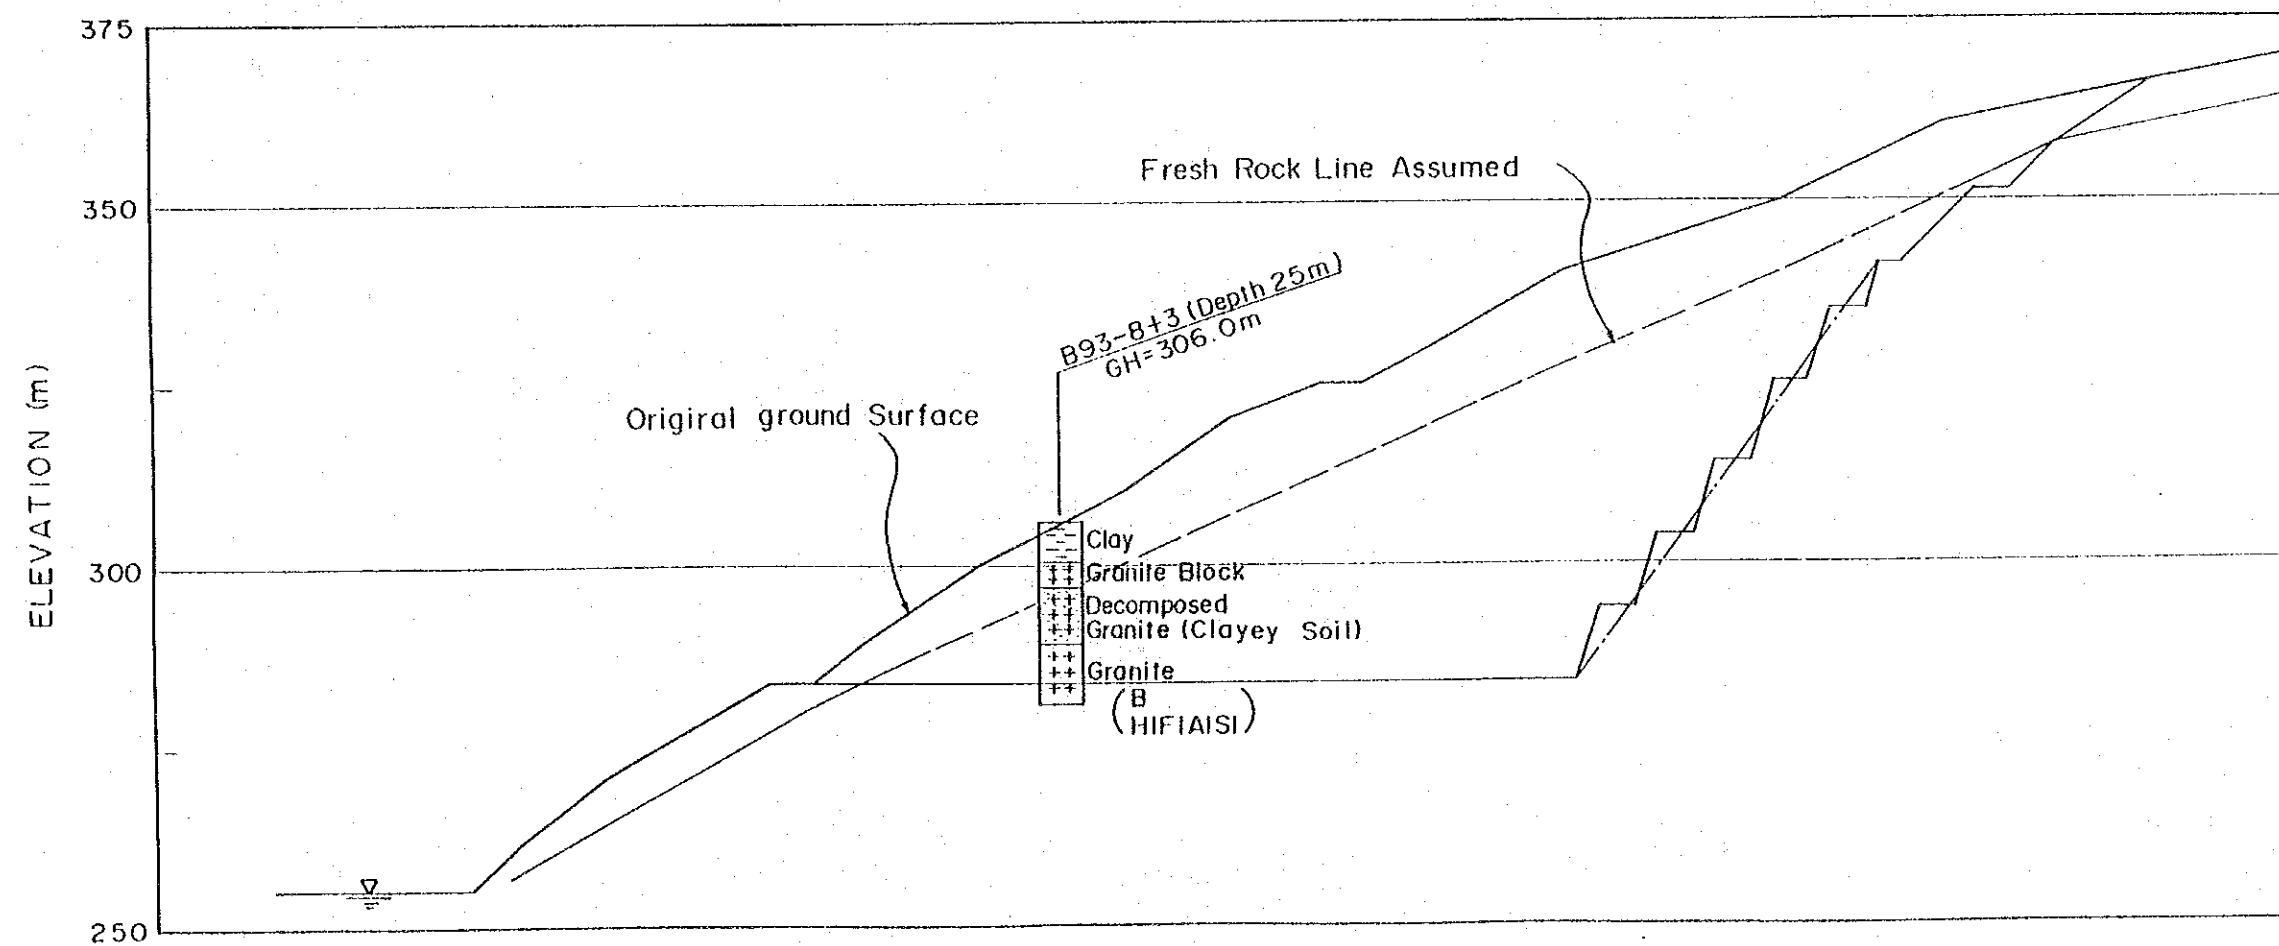 375
Fresh Rock Line Assumed
350
B93-8+3 (Depth 25m)
GH=306.0m
ELEVATION (m)
Origiral ground Surface
Clay
300
Granite Block
Decomposed
Granite (Clayey Soil)
Granite
(B
HIFIAISI)
250